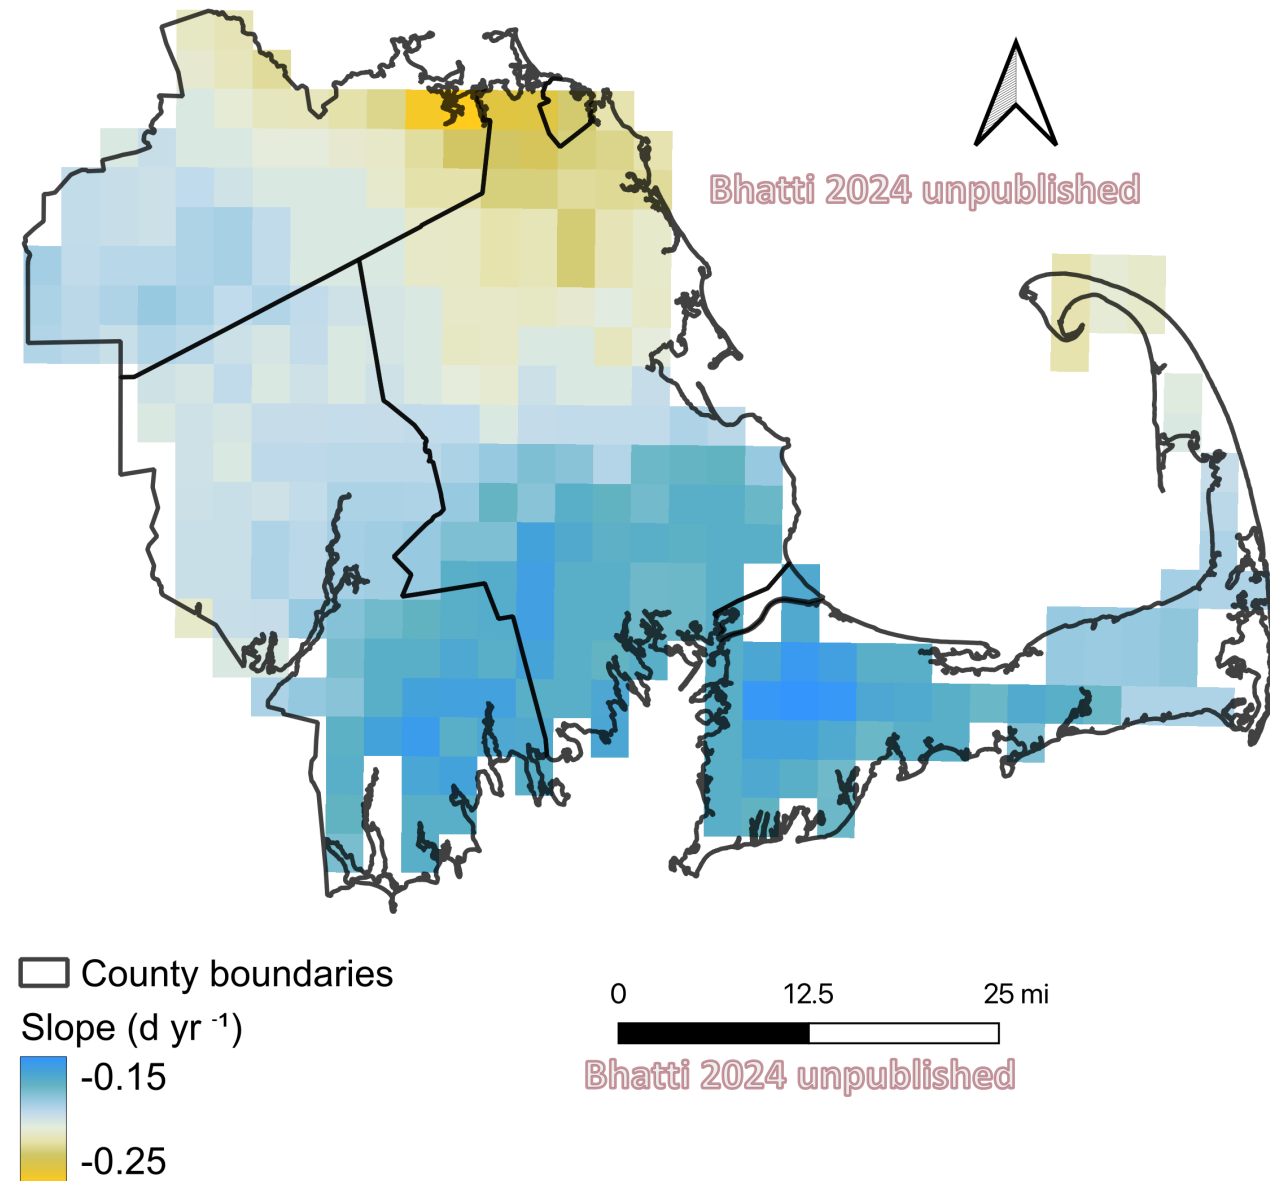 Bhatti 2024 unpublished
County boundaries
Slope (d yr ⁻¹)
-0.15
-0.25
0 12.5 25 mi
Bhatti 2024 unpublished